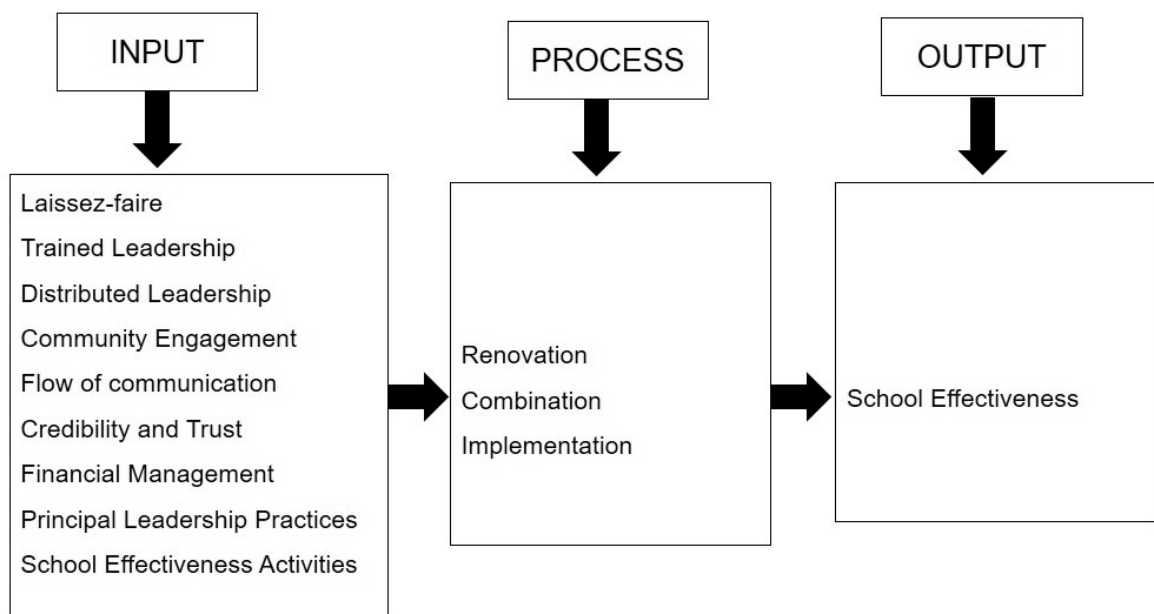 INPUT
Laissez-faire
Trained Leadership
Distributed Leadership
Community Engagement
Flow of communication
Credibility and Trust
Financial Management
Principal Leadership Practices
School Effectiveness Activities
PROCESS
Renovation
Combination
Implementation
OUTPUT
School Effectiveness